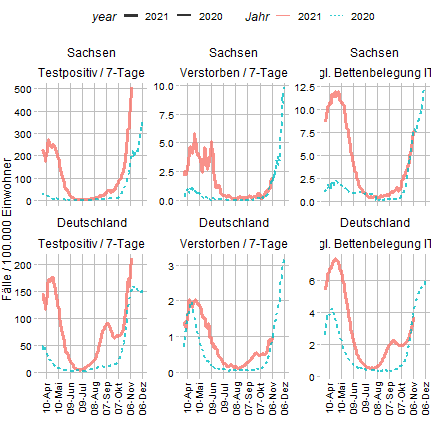 year 2021 2020 Jahr 2021 2020
Sachsen Sachsen Sachsen
Testpositiv / 7-Tage Verstorben / 7-Tage gl. Bettenbelegung IT
500 400 300 200 100 0
10.0 7.5 5.0 2.5 0.0
12.5 10.0 7.5 5.0 2.5 0.0
Fälle / 100.000 Einwohner
Deutschland Deutschland Deutschland
Testpositiv / 7-Tage Verstorben / 7-Tage gl. Bettenbelegung IT
200 150 100 50 0
3 2 1 0
6 4 2 0
10-Apr 10-Mai 09-Jun 09-Jul 08-Aug 07-Sep 07-Okt 06-Nov 06-Dez
10-Apr 10-Mai 09-Jun 09-Jul 08-Aug 07-Sep 07-Okt 06-Nov 06-Dez
10-Apr 10-Mai 09-Jun 09-Jul 08-Aug 07-Sep 07-Okt 06-Nov 06-Dez